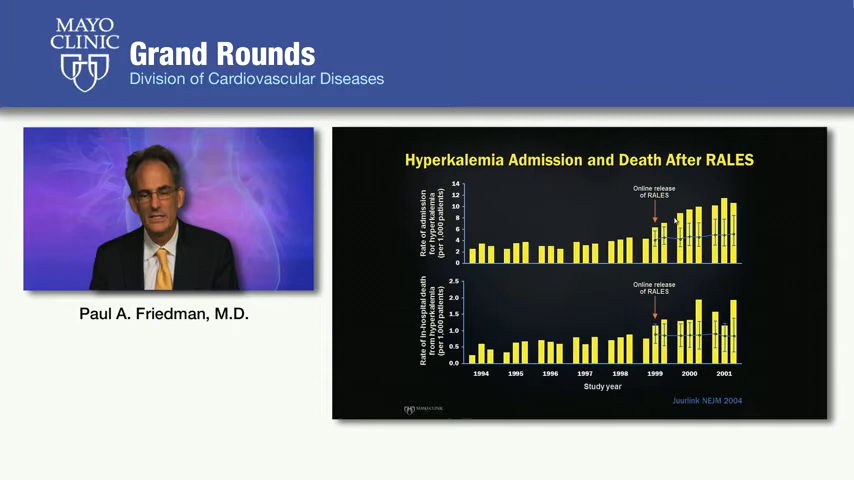 MAYO
CLINIC
Grand Rounds
Division of Cardiovascular Diseases
Paul A. Friedman, M.D.
Hyperkalemia Admission and Death After RALES
Rate of admission
for hyperkalemia
(per 1,000 patients)
14
12
10
8
6
4
2
0
Online release
of RALES
Rate of in-hospital death
from hyperkalemia
(per 1,000 patients)
2.5
2.0
1.5
1.0
0.5
0.0
Online release
of RALES
1994 1995 1996 1997 1998 1999 2000 2001
Study year
Juurlink NEJM 2004
MAYO CLINIC